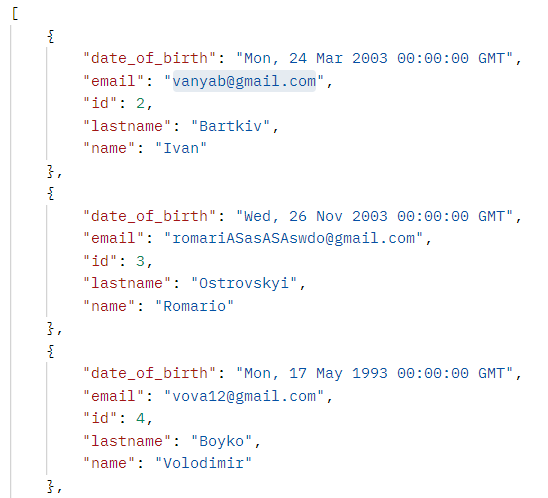 [
{
"date_of_birth": "Mon, 24 Mar 2003 00:00:00 GMT",
"email": "vanyab@gmail.com",
"id": 2,
"lastname": "Bartkiv",
"name": "Ivan"
},
{
"date_of_birth": "Wed, 26 Nov 2003 00:00:00 GMT",
"email": "romariASasASAswdo@gmail.com",
"id": 3,
"lastname": "Ostrovskyi",
"name": "Romario"
},
{
"date_of_birth": "Mon, 17 May 1993 00:00:00 GMT",
"email": "vova12@gmail.com",
"id": 4,
"lastname": "Boyko",
"name": "Volodimir"
},